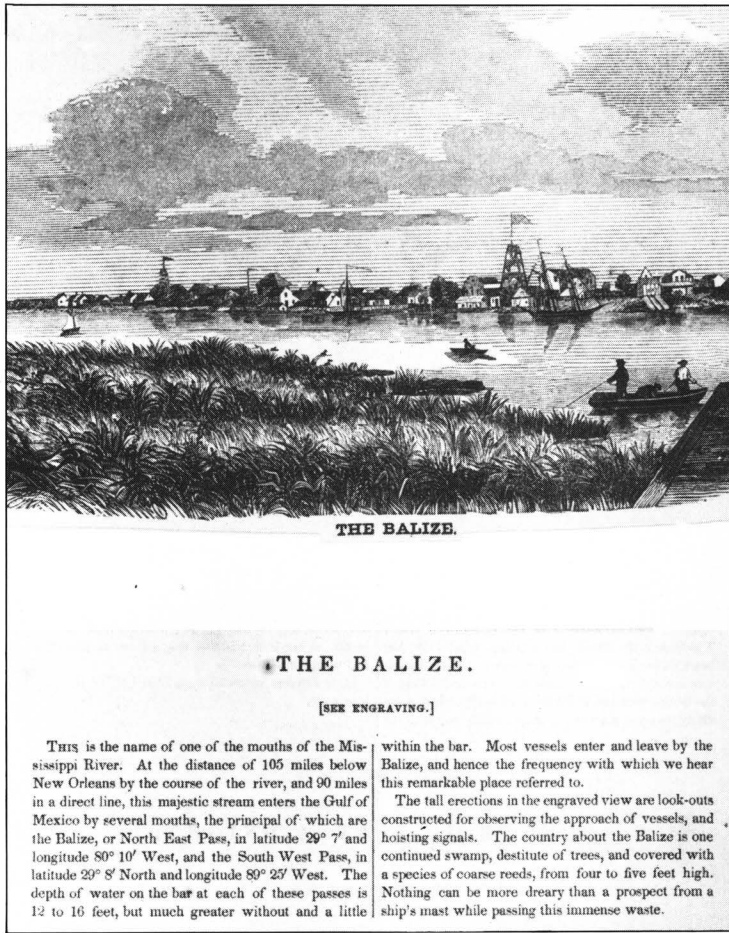 THE BALIZE.
THE BALIZE.
[SEE ENGRAVING.]
THIS is the name of one of the mouths of the Mis-
sissippi River. At the distance of 105 miles below
New Orleans by the course of the river, and 90 miles
in a direct line, this majestic stream enters the Gulf of
Mexico by several mouths, the principal of which are
the Balize, or North East Pass, in latitude 29° 7′ and
longitude 80° 10′ West, and the South West Pass, in
latitude 29° 8′ North and longitude 89° 25′ West. The
depth of water on the bar at each of these passes is
12 to 16 feet, but much greater without and a little
within the bar. Most vessels enter and leave by the
Balize, and hence the frequency with which we hear
this remarkable place referred to.
The tall erections in the engraved view are look-outs
constructed for observing the approach of vessels, and
hoisting signals. The country about the Balize is one
continued swamp, destitute of trees, and covered with
a species of coarse reeds, from four to five feet high.
Nothing can be more dreary than a prospect from a
ship's mast while passing this immense waste.